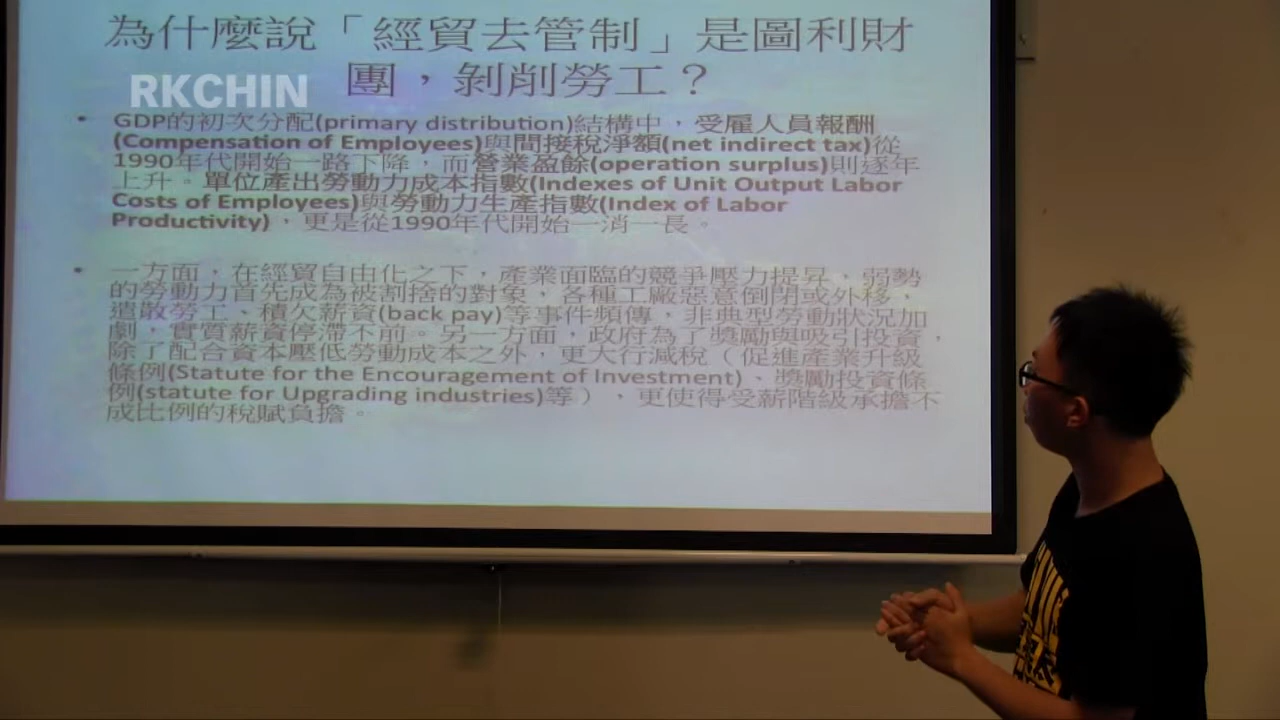 為什麼說「經貿去管制」是圖利財
團，剝削勞工？
RKCHIN
• GDP的初次分配(primary distribution)結構中，受雇人員報酬
(Compensation of Employees)與間接稅淨額(net indirect tax)從
1990年代開始一路下降，而營業盈餘(operation surplus)則逐年
上升。單位產出勞動力成本指數(Indexes of Unit Output Labor
Costs of Employees)與勞動力生產指數(Index of Labor
Productivity)，更是從1990年代開始一消一長。
• 一方面，在經貿自由化之下，產業面臨的競爭壓力提昇、弱勢
的勞動力首先成為被割捨的對象，各種工廠惡意倒閉或外移、
遣散勞工、積欠薪資(back pay)等事件頻傳，非典型勞動狀況加
劇，實質薪資停滯不前。另一方面，政府為了獎勵與吸引投資，
除了配合資本壓低勞動成本之外，更大行減稅（促進產業升級
條例(Statute for the Encouragement of Investment)、獎勵投資條
例(statute for Upgrading industries)等），更使得受薪階級承擔不
成比例的稅賦負擔。